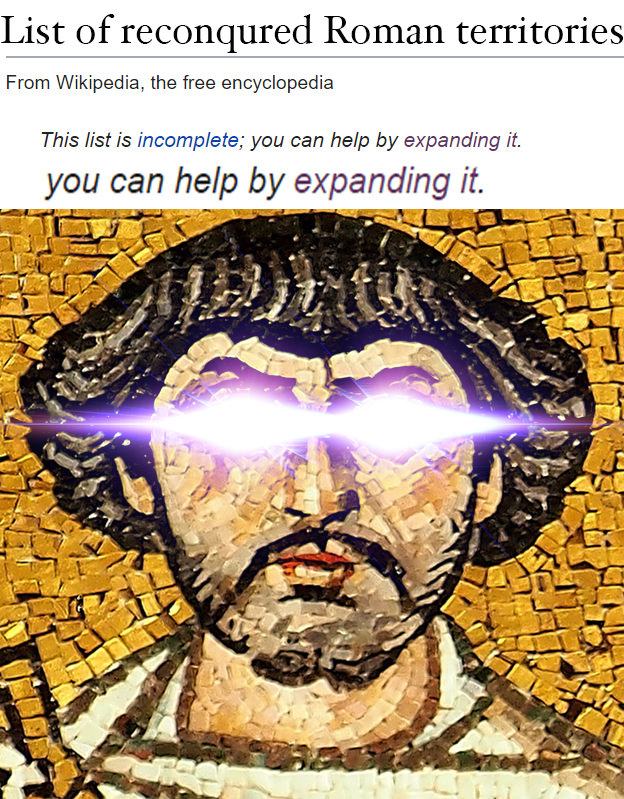 List of reconqured Roman territories
From Wikipedia, the free encyclopedia
This list is incomplete; you can help by expanding it.
you can help by expanding it.